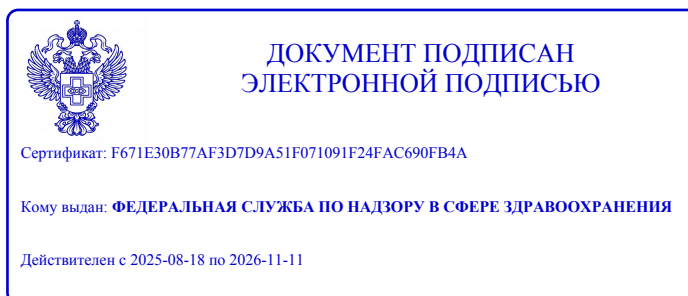 ДОКУМЕНТ ПОДПИСАН
ЭЛЕКТРОННОЙ ПОДПИСЬЮ
Сертификат: F671E30B77AF3D7D9A51F071091F24FAC690FB4A
Кому выдан: ФЕДЕРАЛЬНАЯ СЛУЖБА ПО НАДЗОРУ В СФЕРЕ ЗДРАВООХРАНЕНИЯ
Действителен с 2025-08-18 по 2026-11-11